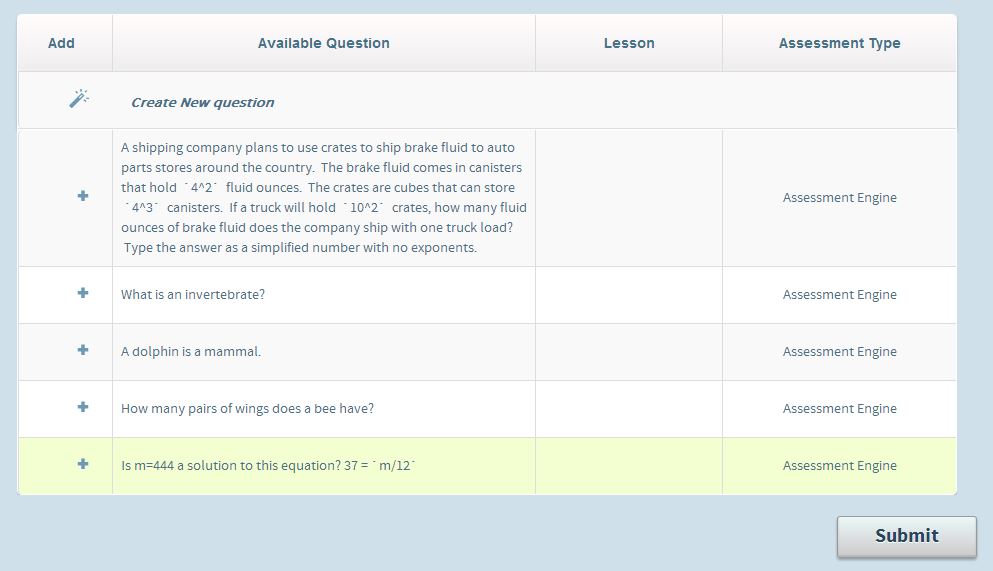 Add Available Question Lesson Assessment Type
Create New question
A shipping company plans to use crates to ship brake fluid to auto
parts stores around the country.  The brake fluid comes in canisters
that hold  `4^2`  fluid ounces.  The crates are cubes that can store
`4^3`  canisters.  If a truck will hold  `10^2`  crates, how many fluid
ounces of brake fluid does the company ship with one truck load?
Type the answer as a simplified number with no exponents.
Assessment Engine
What is an invertebrate? Assessment Engine
A dolphin is a mammal. Assessment Engine
How many pairs of wings does a bee have? Assessment Engine
Is m=444 a solution to this equation? 37 = `m/12` Assessment Engine
Submit